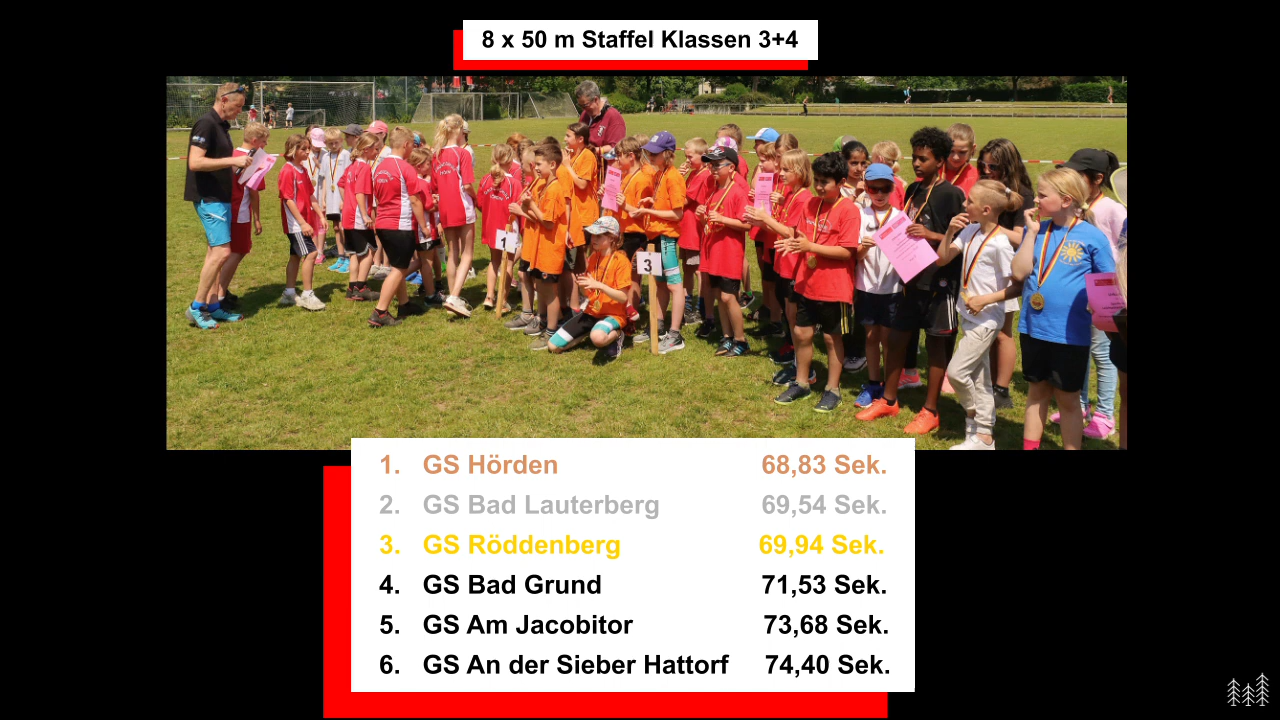 8 x 50 m Staffel Klassen 3+4
1
3
1. GS Hörden 68,83 Sek.
2. GS Bad Lauterberg 69,54 Sek.
3. GS Röddenberg 69,94 Sek.
4. GS Bad Grund 71,53 Sek.
5. GS Am Jacobitor 73,68 Sek.
6. GS An der Sieber Hattorf 74,40 Sek.